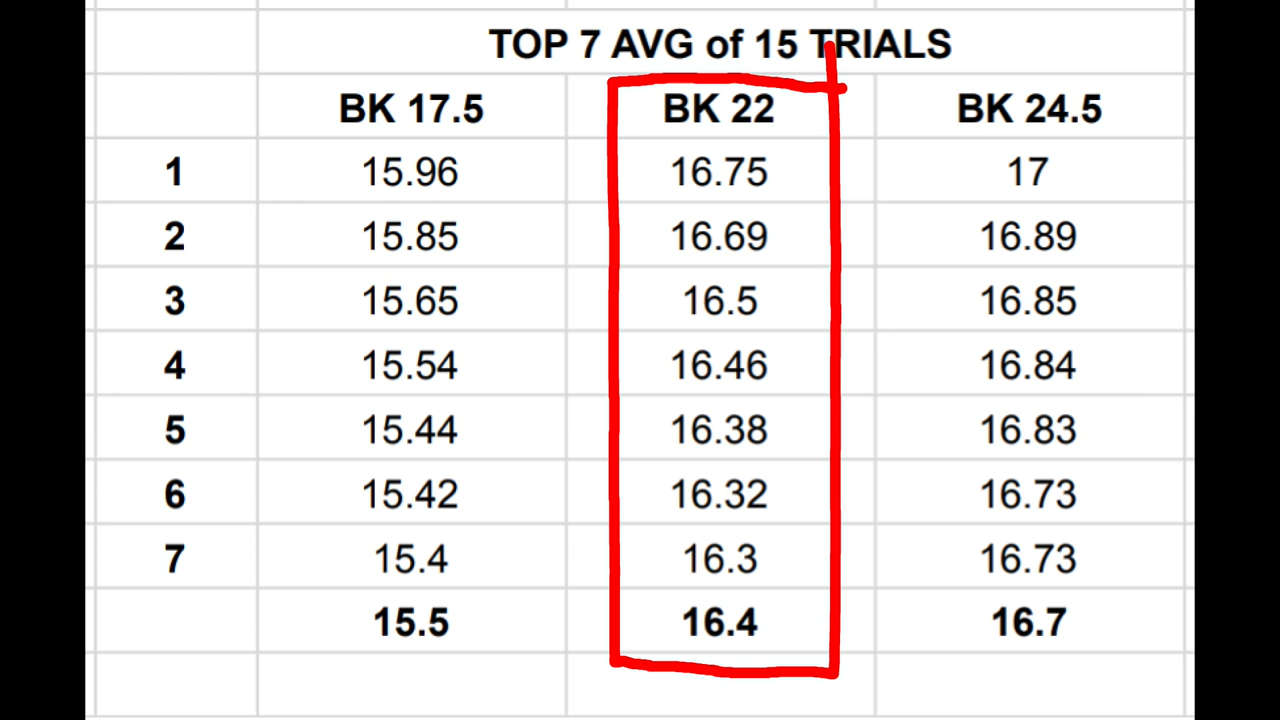 TOP 7 AVG of 15 TRIALS
BK 17.5 BK 22 BK 24.5
1 15.96 16.75 17
2 15.85 16.69 16.89
3 15.65 16.5 16.85
4 15.54 16.46 16.84
5 15.44 16.38 16.83
6 15.42 16.32 16.73
7 15.4 16.3 16.73
15.5 16.4 16.7